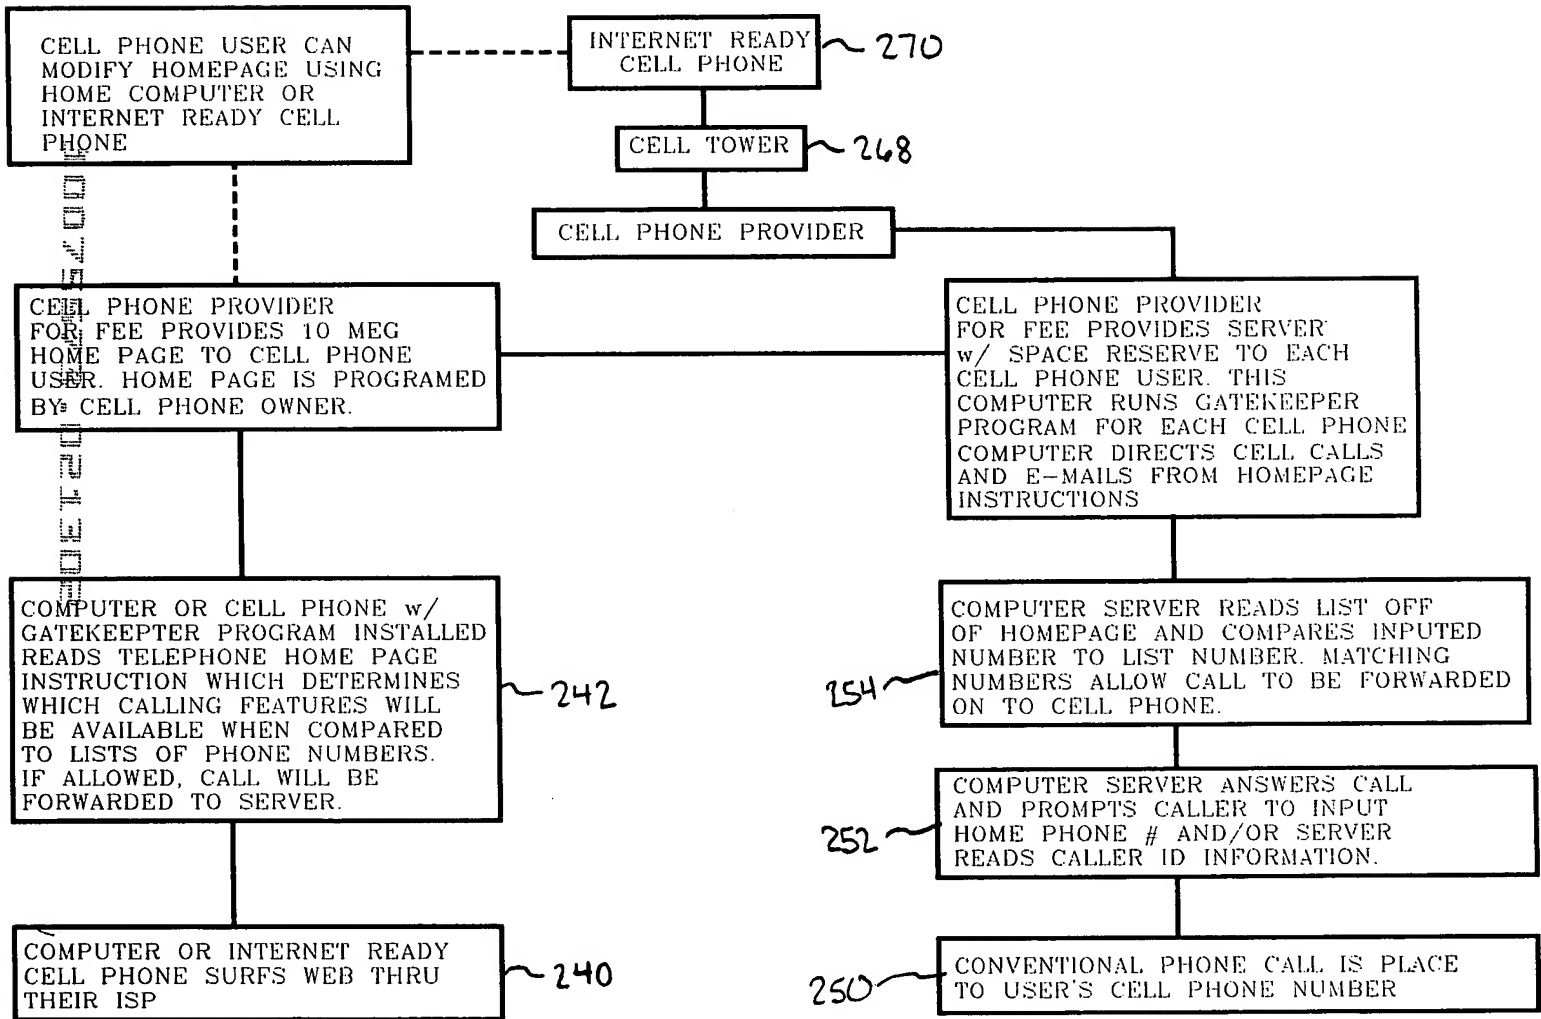 CELL PHONE USER CAN
MODIFY HOMEPAGE USING
HOME COMPUTER OR
INTERNET READY CELL
PHONE
INTERNET READY
CELL PHONE
270
CELL TOWER
268
CELL PHONE PROVIDER
CELL PHONE PROVIDER
FOR FEE PROVIDES 10 MEG
HOME PAGE TO CELL PHONE
USER. HOME PAGE IS PROGRAMED
BY CELL PHONE OWNER.
CELL PHONE PROVIDER
FOR FEE PROVIDES SERVER
w/ SPACE RESERVE TO EACH
CELL PHONE USER. THIS
COMPUTER RUNS GATEKEEPER
PROGRAM FOR EACH CELL PHONE
COMPUTER DIRECTS CELL CALLS
AND E-MAILS FROM HOMEPAGE
INSTRUCTIONS
COMPUTER OR CELL PHONE w/
GATEKEEPTER PROGRAM INSTALLED
READS TELEPHONE HOME PAGE
INSTRUCTION WHICH DETERMINES
WHICH CALLING FEATURES WILL
BE AVAILABLE WHEN COMPARED
TO LISTS OF PHONE NUMBERS.
IF ALLOWED, CALL WILL BE
FORWARDED TO SERVER.
242
COMPUTER SERVER READS LIST OFF
OF HOMEPAGE AND COMPARES INPUTED
NUMBER TO LIST NUMBER. MATCHING
NUMBERS ALLOW CALL TO BE FORWARDED
ON TO CELL PHONE.
254
COMPUTER SERVER ANSWERS CALL
AND PROMPTS CALLER TO INPUT
HOME PHONE # AND/OR SERVER
READS CALLER ID INFORMATION.
252
COMPUTER OR INTERNET READY
CELL PHONE SURFS WEB THRU
THEIR ISP
240
CONVENTIONAL PHONE CALL IS PLACE
TO USER'S CELL PHONE NUMBER
250